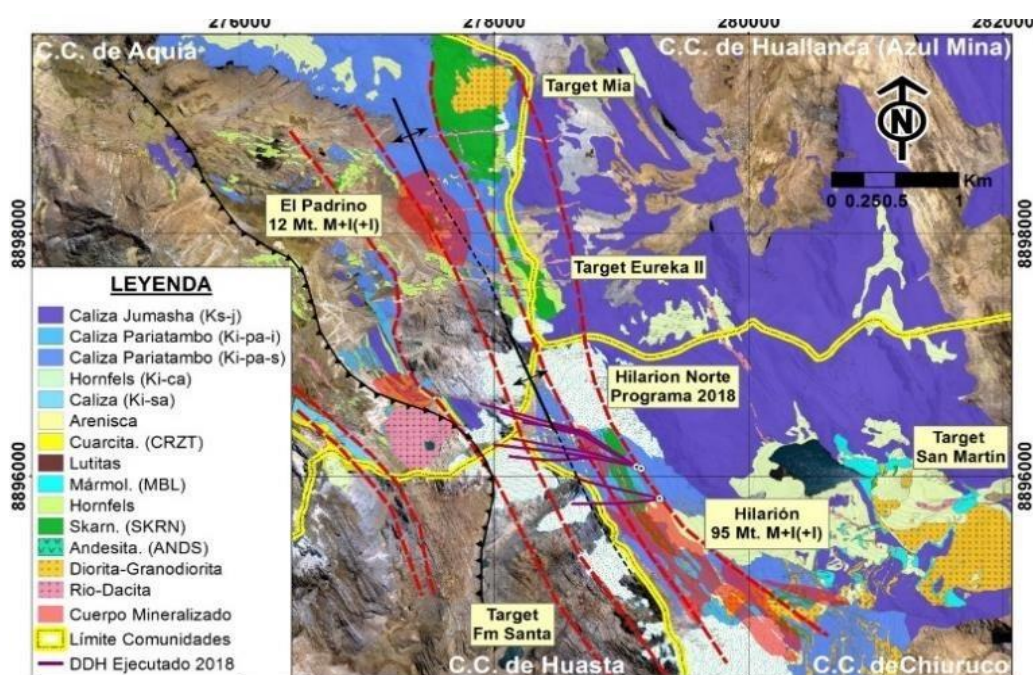 276000
278000
280000
282000
C.C. de Aquia
C.C. de Huallanca (Azul Mina)
Target Mia
N
Km
0 0.25 0.5 1
El Padrino
12 Mt. M+I(+I)
8898000
8898000
Target Eureka II
LEYENDA
Caliza Jumasha (Ks-j)
Caliza Pariatambo (Ki-pa-i)
Caliza Pariatambo (Ki-pa-s)
Hornfels (Ki-ca)
Caliza (Ki-sa)
Arenisca
Cuarcita. (CRZT)
Lutitas
Mármol. (MBL)
Hornfels
Skarn. (SKRN)
Andesita. (ANDS)
Diorita-Granodiorita
Rio-Dacita
Cuerpo Mineralizado
Límite Comunidades
DDH Ejecutado 2018
Hilarion Norte
Programa 2018
Target
San Martín
8896000
8896000
Hilarión
95 Mt. M+I(+I)
Target
Fm Santa
C.C. de Huasta
C.C. deChiuruco